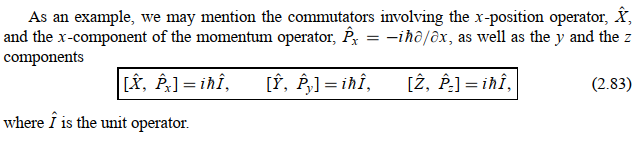 As an example, we may mention the commutators involving the x-position operator, X̂,
and the x-component of the momentum operator, P̂ₓ = −iℏ∂/∂x, as well as the y and the z
components
[X̂, P̂ₓ] = iℏÎ, [Ŷ, P̂_y] = iℏÎ, [Ẑ, P̂_z] = iℏÎ, (2.83)
where Î is the unit operator.